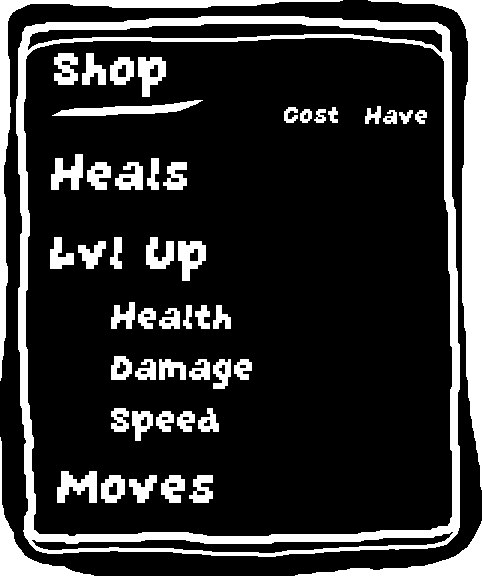 Shop
Cost Have
Heals
Lvl Up
Health
Damage
Speed
Moves